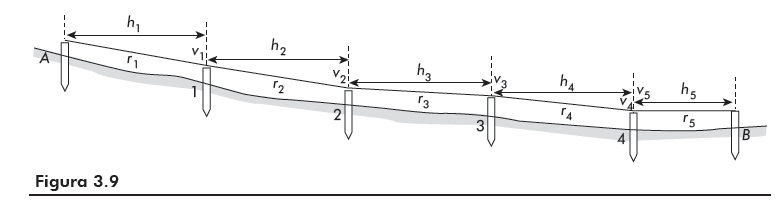 h₁
h₂
h₃
h₄
h₅
v₁
v₂
v₃
v₄
v₅
A
r₁
r₂
r₃
r₄
r₅
1
2
3
4
B
Figura 3.9